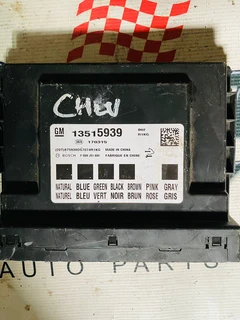 CHEV
GM 13515939
170315
MADE IN CHINA
BOSCH FABRIQUE EN CHINE
NATURAL BLUE GREEN BLACK BROWN PINK GRAY
NATUREL BLEU VERT NOIR BRUN ROSE GRIS
AUTO PARTS